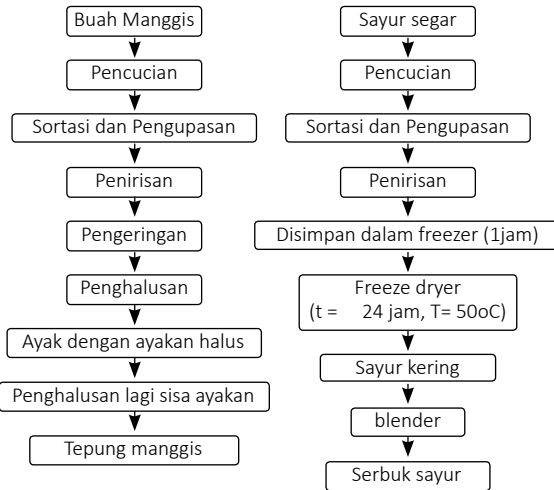 Buah Manggis
Pencucian
Sortasi dan Pengupasan
Penirisan
Pengeringan
Penghalusan
Ayak dengan ayakan halus
Penghalusan lagi sisa ayakan
Tepung manggis
Sayur segar
Pencucian
Sortasi dan Pengupasan
Penirisan
Disimpan dalam freezer (1jam)
Freeze dryer
(t = 24 jam, T= 50oC)
Sayur kering
blender
Serbuk sayur